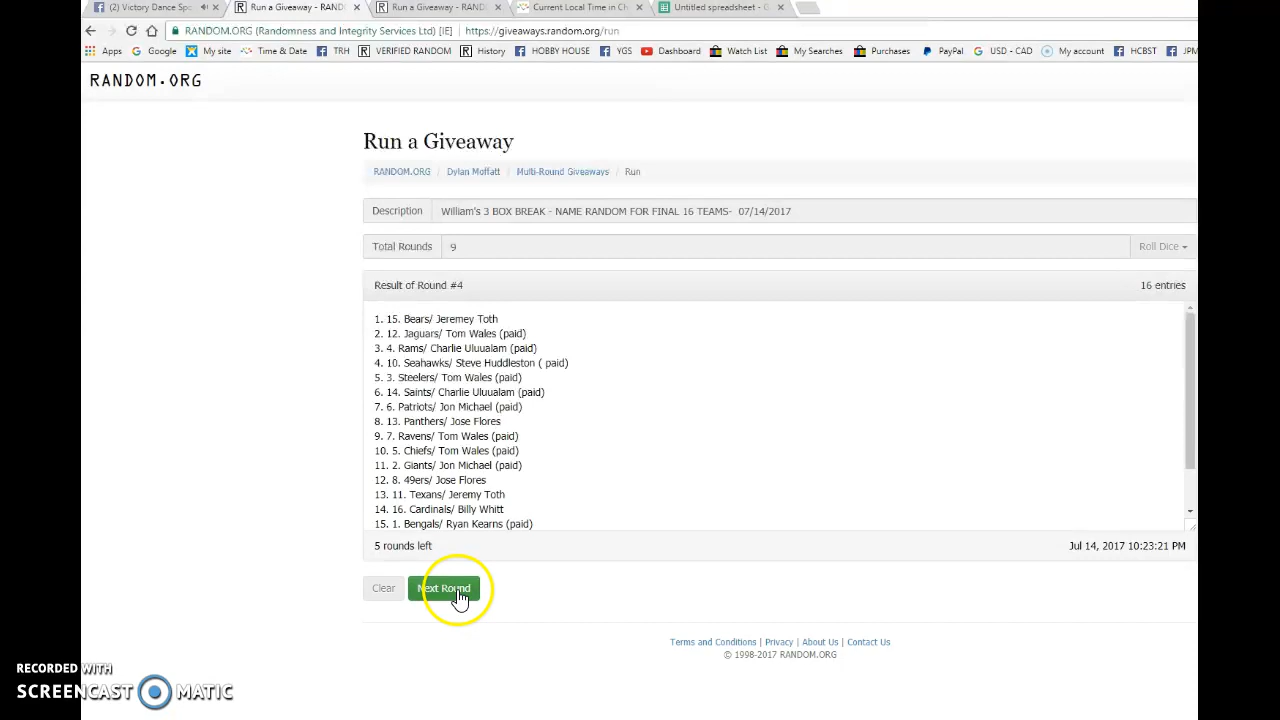 (2) Victory Dance Spo
Run a Giveaway - RAND
Run a Giveaway - RAND
Current Local Time in Ch
Untitled spreadsheet - G
RANDOM.ORG (Randomness and Integrity Services Ltd) [IE]
https://giveaways.random.org/run
Apps
Google
My site
Time & Date
TRH
VERIFIED RANDOM
History
HOBBY HOUSE
YGS
Dashboard
Watch List
My Searches
Purchases
PayPal
USD - CAD
My account
HCBST
JPM
RANDOM.ORG
Run a Giveaway
RANDOM.ORG / Dylan Moffatt / Multi-Round Giveaways / Run
Description William's 3 BOX BREAK - NAME RANDOM FOR FINAL 16 TEAMS- 07/14/2017
Total Rounds 9 Roll Dice
Result of Round #4 16 entries
1. 15. Bears/ Jeremey Toth
2. 12. Jaguars/ Tom Wales (paid)
3. 4. Rams/ Charlie Uluualam (paid)
4. 10. Seahawks/ Steve Huddleston ( paid)
5. 3. Steelers/ Tom Wales (paid)
6. 14. Saints/ Charlie Uluualam (paid)
7. 6. Patriots/ Jon Michael (paid)
8. 13. Panthers/ Jose Flores
9. 7. Ravens/ Tom Wales (paid)
10. 5. Chiefs/ Tom Wales (paid)
11. 2. Giants/ Jon Michael (paid)
12. 8. 49ers/ Jose Flores
13. 11. Texans/ Jeremy Toth
14. 16. Cardinals/ Billy Whitt
15. 1. Bengals/ Ryan Kearns (paid)
5 rounds left Jul 14, 2017 10:23:21 PM
Clear Next Round
Terms and Conditions | Privacy | About Us | Contact Us
© 1998-2017 RANDOM.ORG
RECORDED WITH
SCREENCAST MATIC